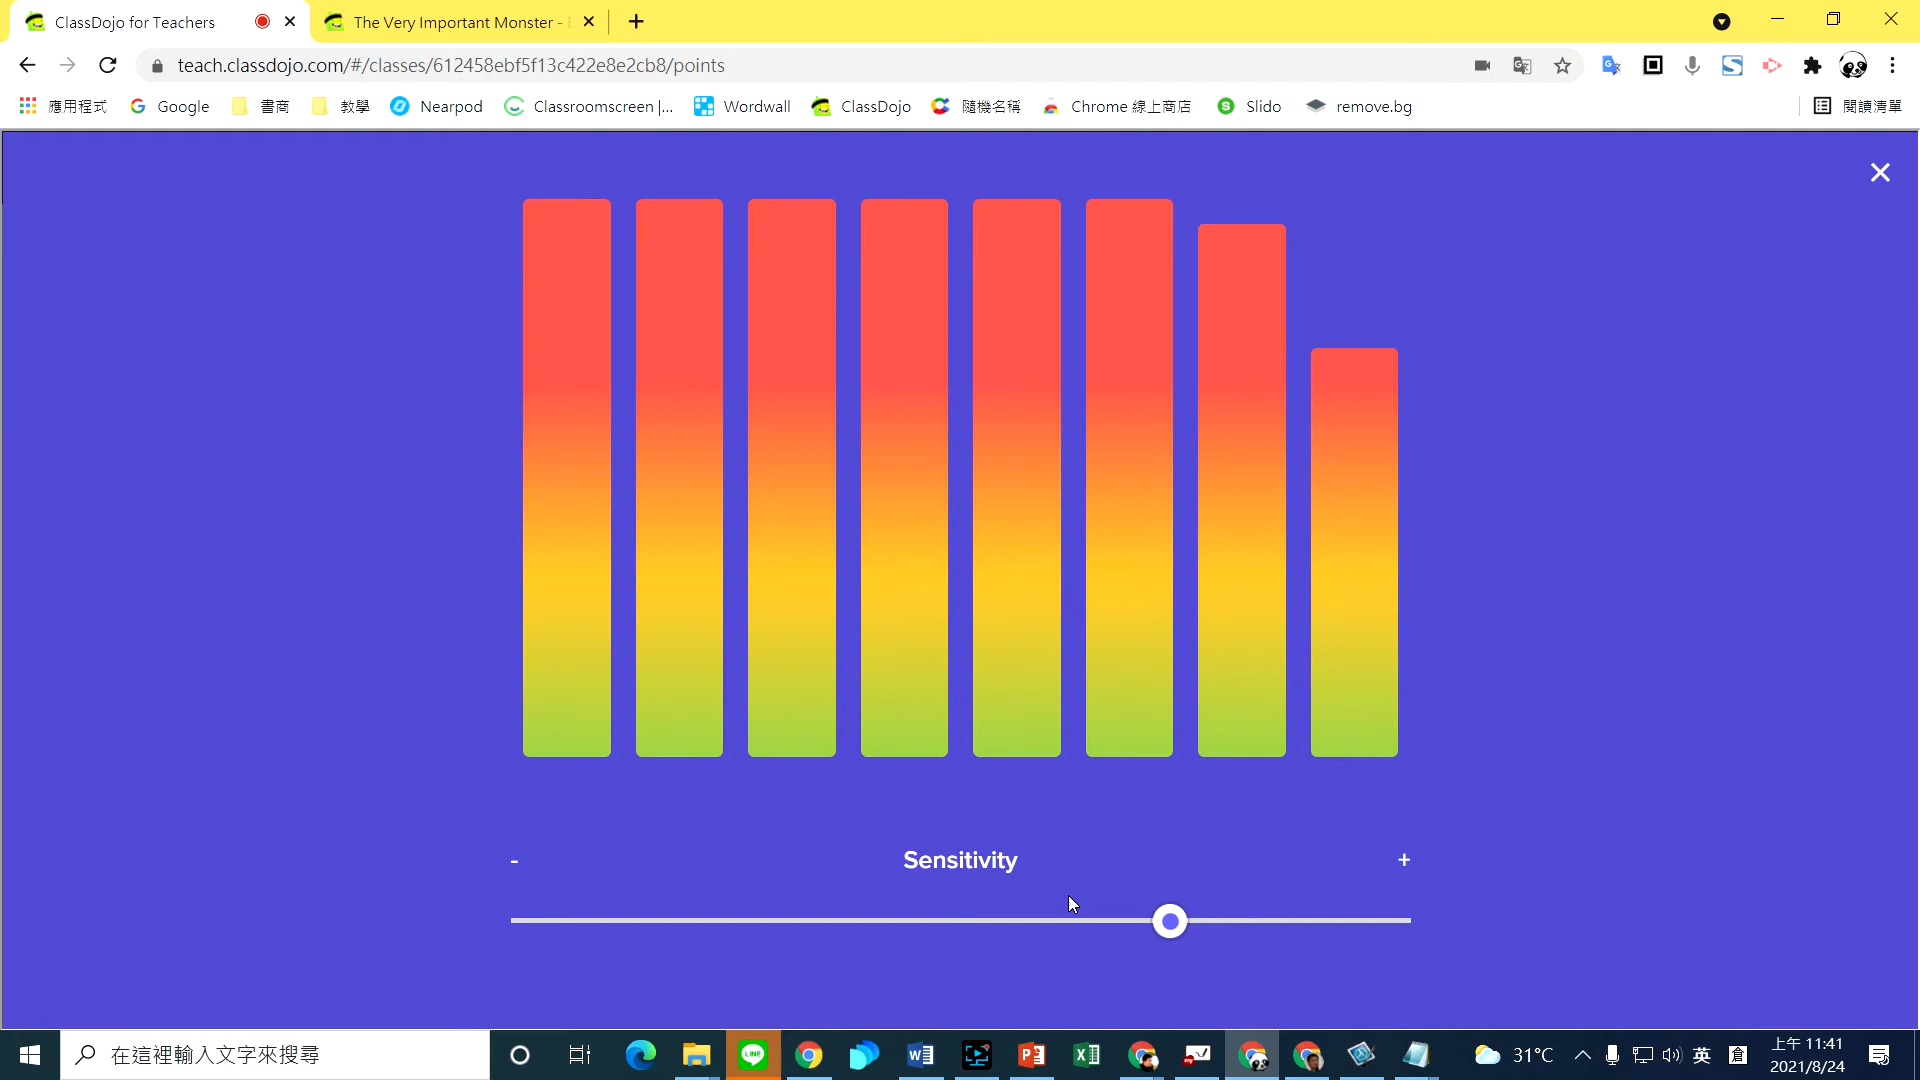 ClassDojo for Teachers
The Very Important Monster -
teach.classdojo.com/#/classes/612458ebf5f13c422e8e2cb8/points
應用程式 Google 書商 教學 Nearpod Classroomscreen |... Wordwall ClassDojo 隨機名稱 Chrome 線上商店 Slido remove.bg 閱讀清單
- Sensitivity +
在這裡輸入文字來搜尋
LINE
31°C
英
倉
上午 11:41
2021/8/24